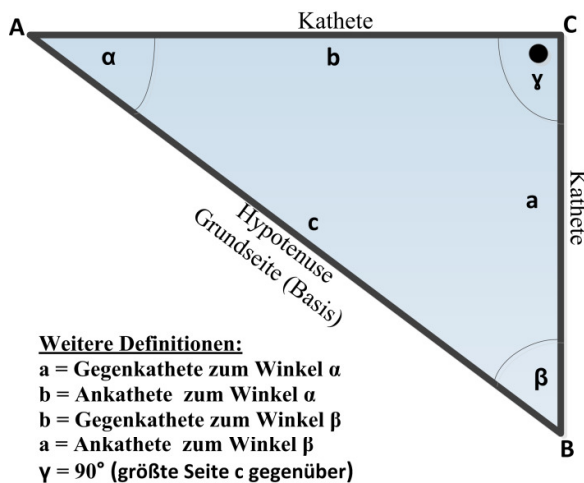 Kathete
A
C
α
b
ɣ
a
Kathete
c
Hypotenuse
Grundseite (Basis)
β
B
Weitere Definitionen:
a = Gegenkathete zum Winkel α
b = Ankathete zum Winkel α
b = Gegenkathete zum Winkel β
a = Ankathete zum Winkel β
γ = 90° (größte Seite c gegenüber)